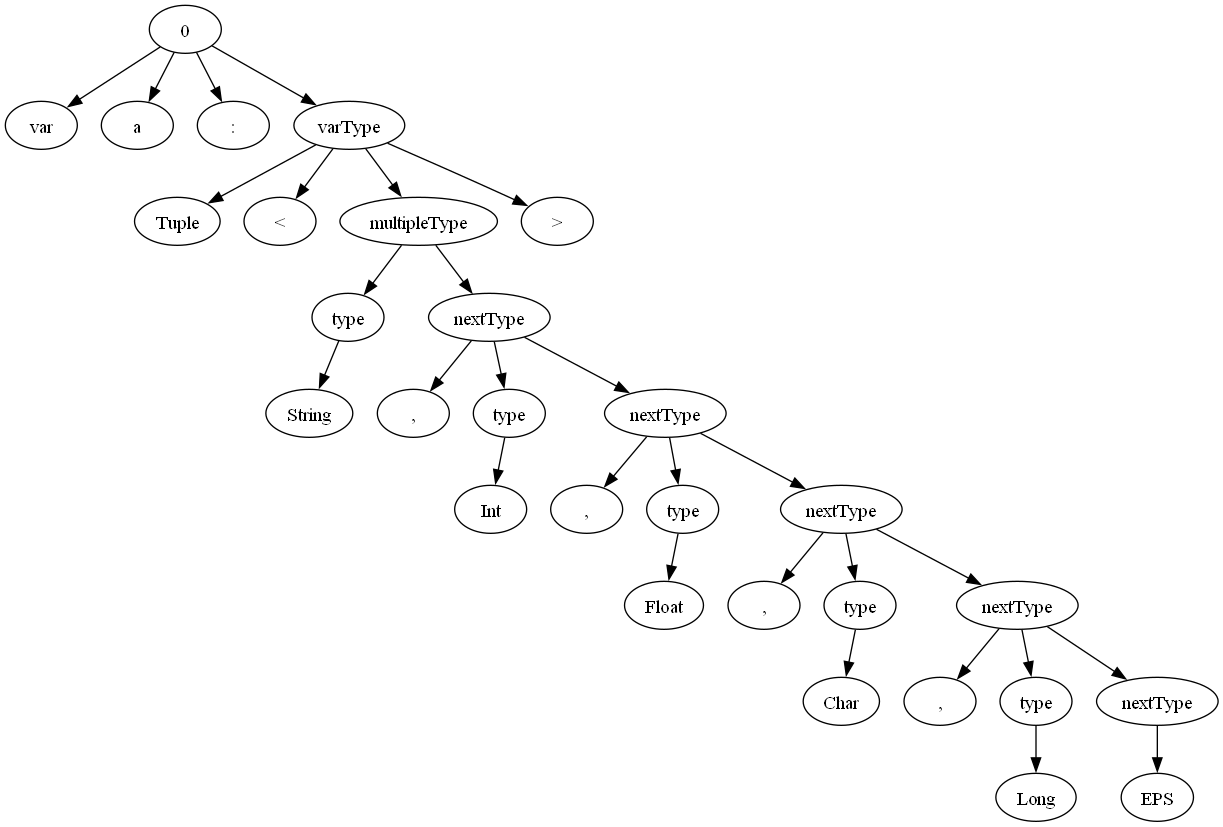 0
var a : varType
Tuple < multipleType >
type nextType
String , type nextType
Int , type nextType
Float , type nextType
Char , type nextType
Long EPS